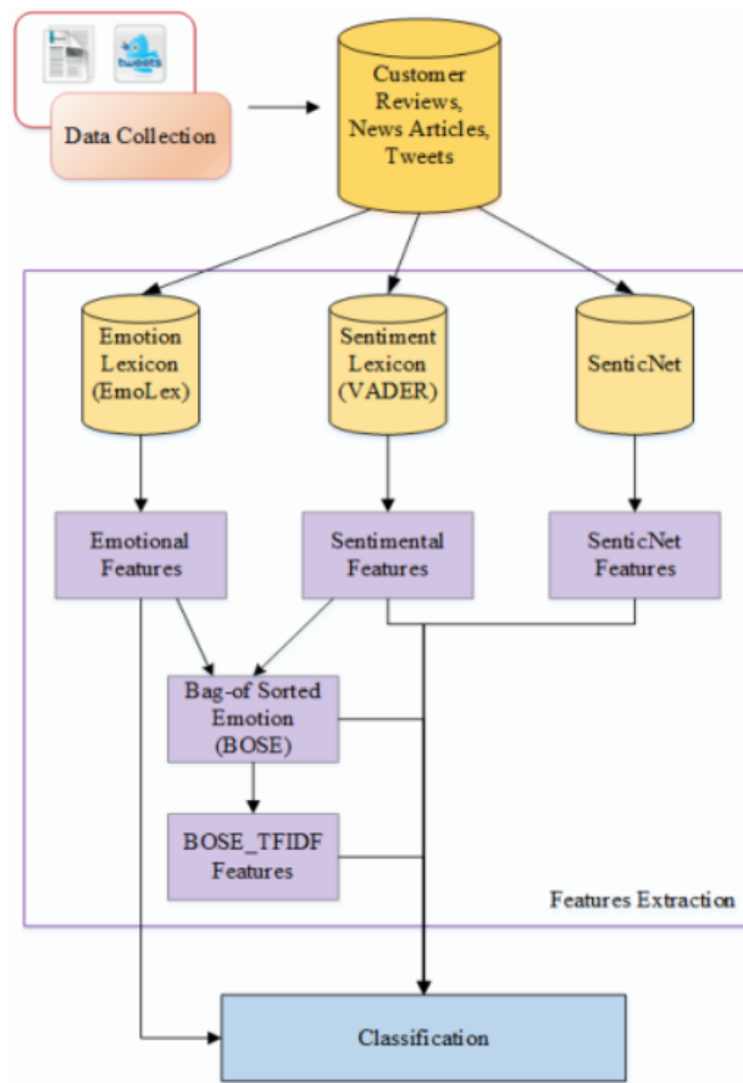 tweets
Data Collection
Customer
Reviews,
News Articles,
Tweets
Emotion
Lexicon
(EmoLex)
Sentiment
Lexicon
(VADER)
SenticNet
Emotional
Features
Sentimental
Features
SenticNet
Features
Bag-of Sorted
Emotion
(BOSE)
BOSE_TFIDF
Features
Features Extraction
Classification